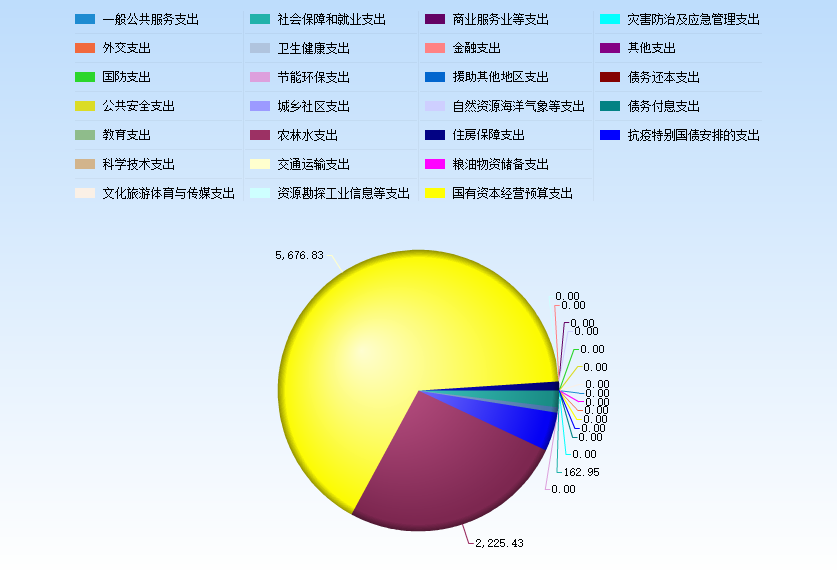 一般公共服务支出 社会保障和就业支出 商业服务业等支出 灾害防治及应急管理支出
外交支出 卫生健康支出 金融支出 其他支出
国防支出 节能环保支出 援助其他地区支出 债务还本支出
公共安全支出 城乡社区支出 自然资源海洋气象等支出 债务付息支出
教育支出 农林水支出 住房保障支出 抗疫特别国债安排的支出
科学技术支出 交通运输支出 粮油物资储备支出
文化旅游体育与传媒支出 资源勘探工业信息等支出 国有资本经营预算支出
5,676.83
0.00
0.00
0.00
0.00
0.00
0.00
0.00
0.00
0.00
0.00
0.00
0.00
0.00
0.00
162.95
0.00
2,225.43